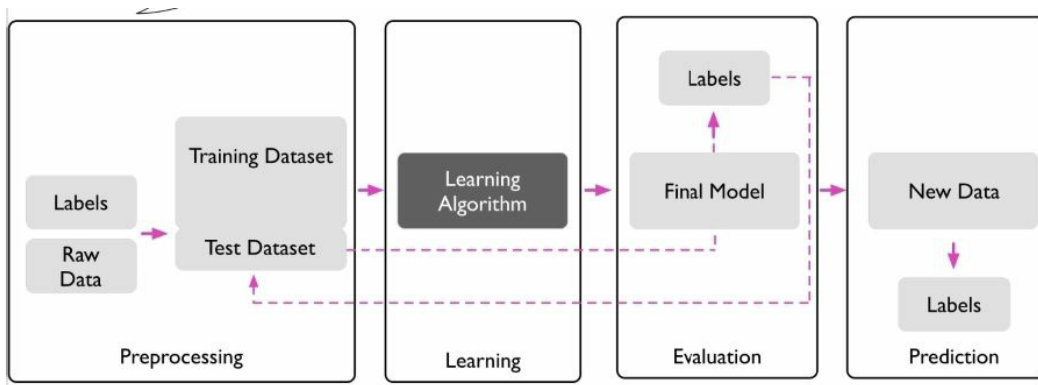 Labels
Raw
Data
Training Dataset
Test Dataset
Preprocessing
Learning
Algorithm
Learning
Labels
Final Model
Evaluation
New Data
Labels
Prediction